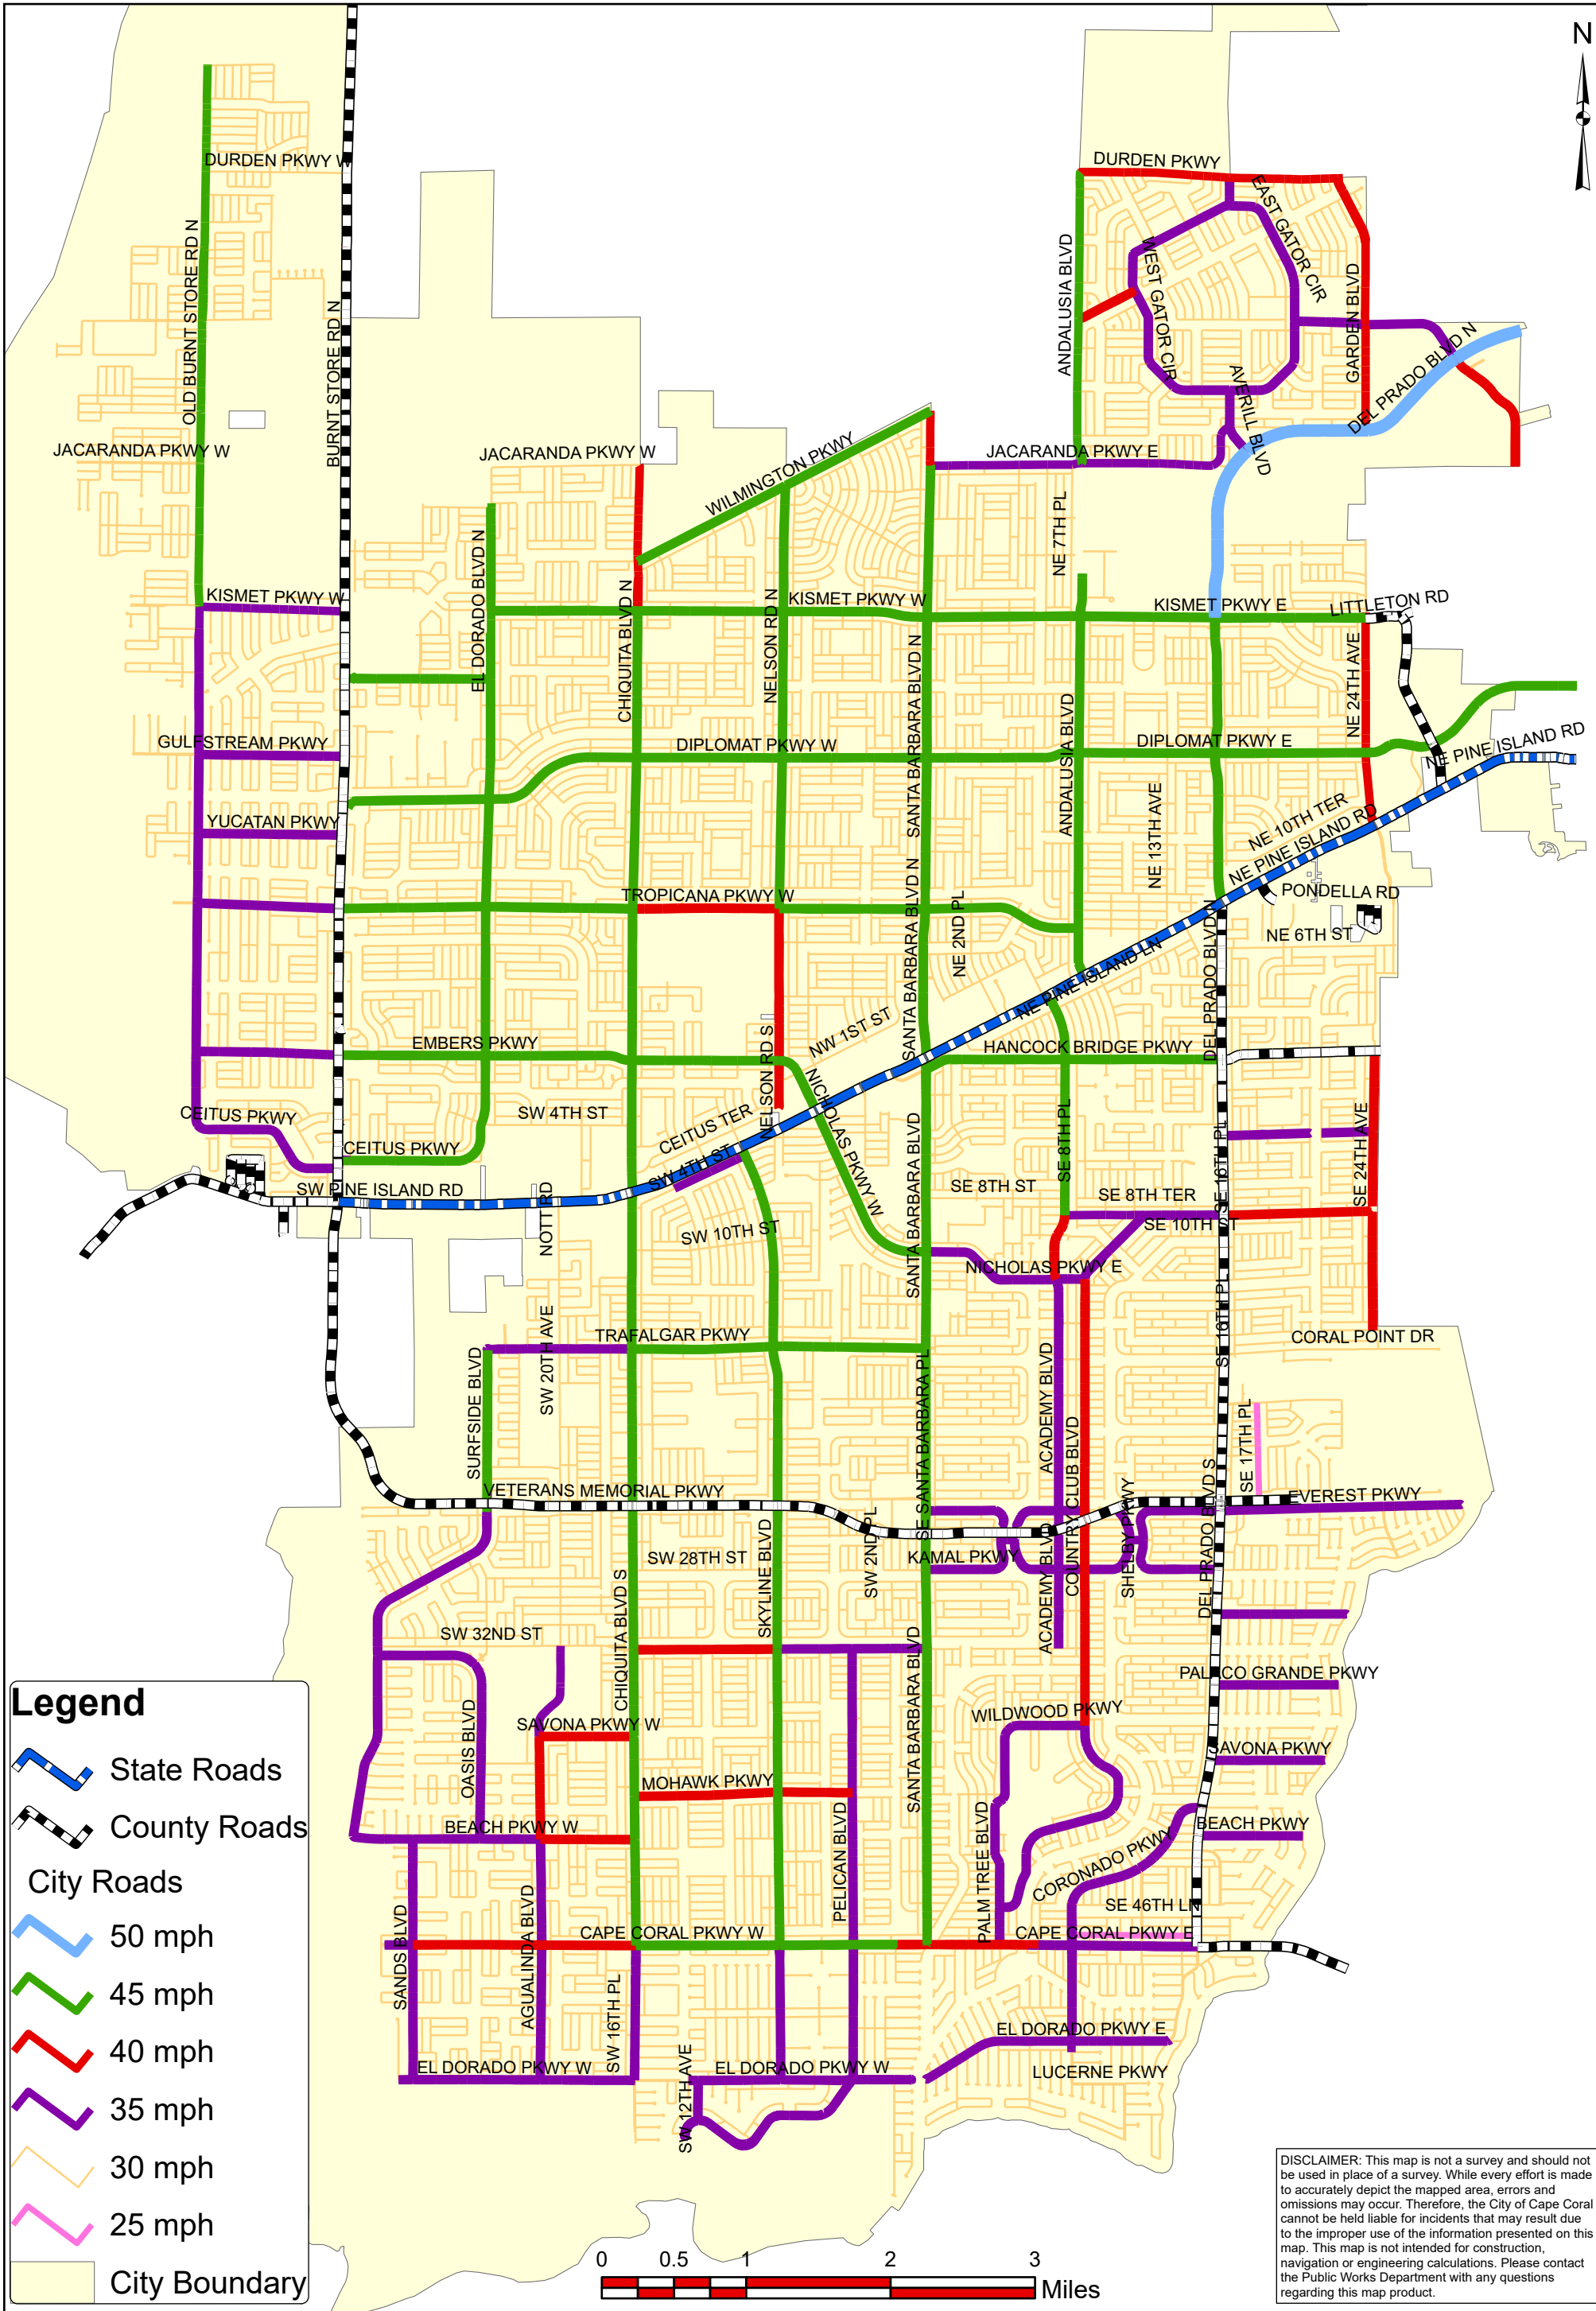 N
DURDEN PKWY W
DURDEN PKWY
EAST GATOR CIR
WEST GATOR CIR
ANDALUSIA BLVD
GARDEN BLVD
OLD BURNT STORE RD N
BURNT STORE RD N
AVERILL BLVD
DEL PRADO BLVD N
JACARANDA PKWY W
JACARANDA PKWY W
WILMINGTON PKWY
JACARANDA PKWY E
NE 7TH PL
EL DORADO BLVD N
CHIQUITA BLVD N
NELSON RD N
KISMET PKWY W
KISMET PKWY W
KISMET PKWY E
LITTLETON RD
SANTA BARBARA BLVD N
NE 24TH AVE
GULFSTREAM PKWY
DIPLOMAT PKWY W
ANDALUSIA BLVD
DIPLOMAT PKWY E
NE PINE ISLAND RD
SANTA BARBARA BLVD N
YUCATAN PKWY
NE 13TH AVE
NE 10TH TER
NE PINE ISLAND RD
TROPICANA PKWY W
NE 2ND PL
PONDELLA RD
DEL PRADO BLVD N
NE 6TH ST
NE PINE ISLAND LN
EMBERS PKWY
NELSON RD S
NW 1ST ST
HANCOCK BRIDGE PKWY
CEITUS PKWY
SW 4TH ST
CEITUS TER
NICHOLAS PKWY W
SANTA BARBARA BLVD
SE 8TH PL
SE 16TH PL
SE 24TH AVE
CEITUS PKWY
SW 4TH ST
SW PINE ISLAND RD
NOTT RD
SE 8TH ST
SE 8TH TER
SW 10TH ST
SE 10TH ST
NICHOLAS PKWY E
SW 20TH AVE
TRAFALGAR PKWY
SE 16TH PL
CORAL POINT DR
SURFSIDE BLVD
SE SANTA BARBARA PL
ACADEMY BLVD
COUNTRY CLUB BLVD
SE 17TH PL
VETERANS MEMORIAL PKWY
EVEREST PKWY
SHELBY PKWY
DEL PRADO BLVD S
SW 28TH ST
SKYLINE BLVD
SW 2ND PL
KAMAL PKWY
ACADEMY BLVD
CHIQUITA BLVD S
SW 32ND ST
SANTA BARBARA BLVD
OASIS BLVD
PELICAN BLVD
PALM TREE BLVD
WILDWOOD PKWY
SAVONA PKWY W
SAVONA PKWY
MOHAWK PKWY
BEACH PKWY W
BEACH PKWY
CORONADO PKWY
SANDS BLVD
AGUALINDA BLVD
SE 46TH LN
CAPE CORAL PKWY W
CAPE CORAL PKWY E
SW 16TH PL
EL DORADO PKWY W
SW 12TH AVE
EL DORADO PKWY W
EL DORADO PKWY E
LUCERNE PKWY
Legend
State Roads
County Roads
City Roads
50 mph
45 mph
40 mph
35 mph
30 mph
25 mph
City Boundary
0 0.5 1 2 3
Miles
DISCLAIMER: This map is not a survey and should not
be used in place of a survey. While every effort is made
to accurately depict the mapped area, errors and
omissions may occur. Therefore, the City of Cape Coral
cannot be held liable for incidents that may result due
to the improper use of the information presented on this
map. This map is not intended for construction,
navigation or engineering calculations. Please contact
the Public Works Department with any questions
regarding this map product.